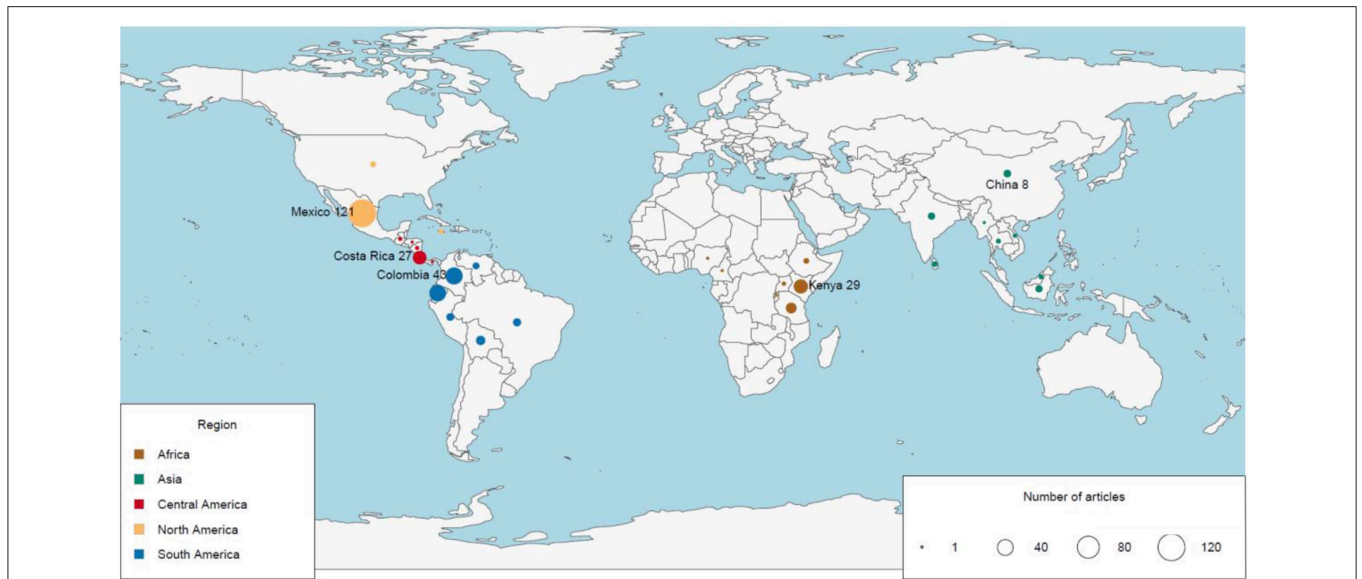 China 8
Mexico 121
Costa Rica 27
Colombia 43
Kenya 29
Region
Africa
Asia
Central America
North America
South America
Number of articles
1 40 80 120